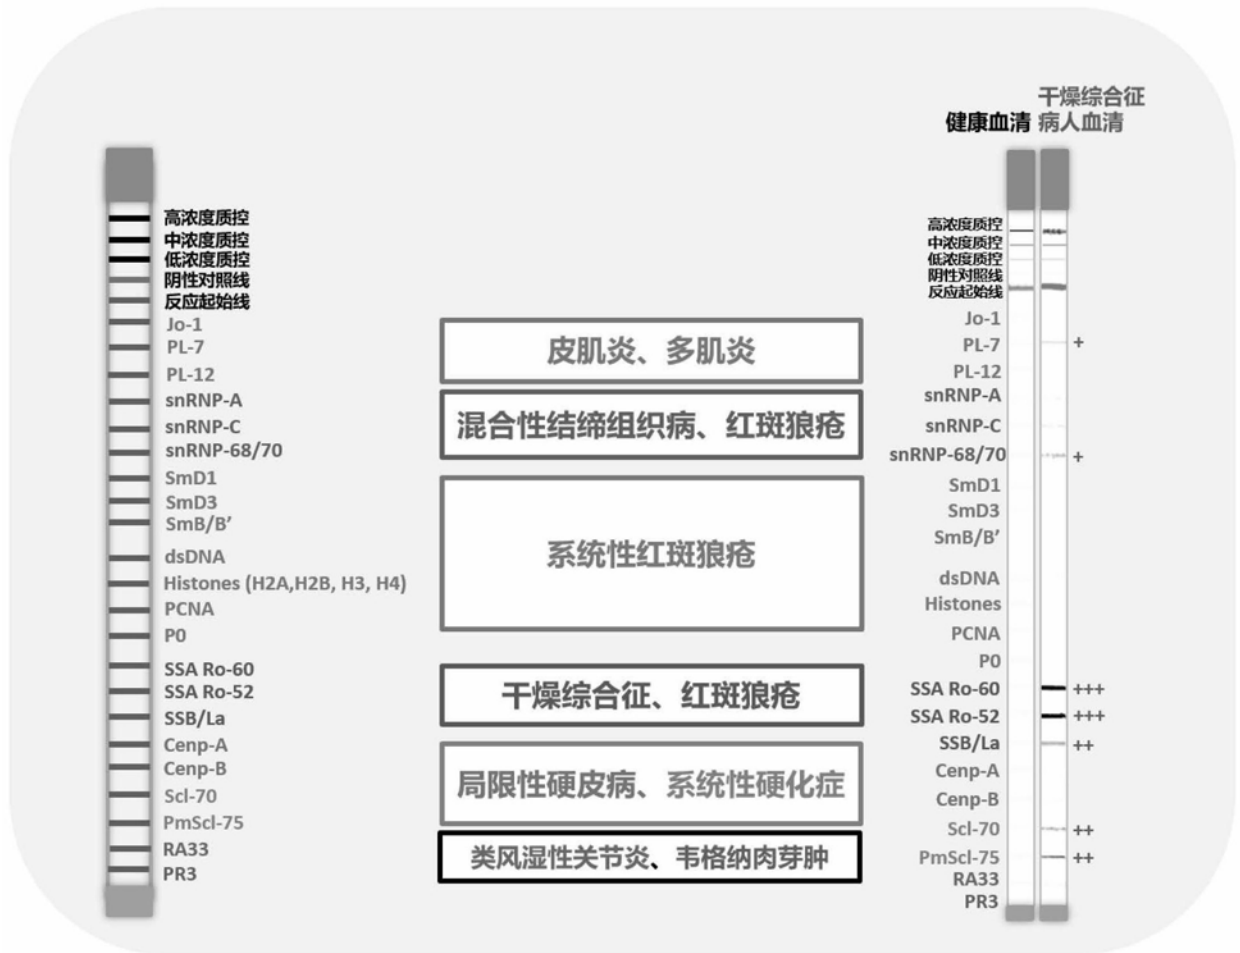 干燥综合征
健康血清 病人血清
高浓度质控
中浓度质控
低浓度质控
阴性对照线
反应起始线
Jo-1
PL-7
PL-12
snRNP-A
snRNP-C
snRNP-68/70
SmD1
SmD3
SmB/B’
dsDNA
Histones (H2A,H2B, H3, H4)
PCNA
P0
SSA Ro-60
SSA Ro-52
SSB/La
Cenp-A
Cenp-B
Scl-70
PmScl-75
RA33
PR3
皮肌炎、多肌炎
混合性结缔组织病、红斑狼疮
系统性红斑狼疮
干燥综合征、红斑狼疮
局限性硬皮病、系统性硬化症
类风湿性关节炎、韦格纳肉芽肿
高浓度质控
中浓度质控
低浓度质控
阴性对照线
反应起始线
Jo-1
PL-7 +
PL-12
snRNP-A
snRNP-C
snRNP-68/70 +
SmD1
SmD3
SmB/B’
dsDNA
Histones
PCNA
P0
SSA Ro-60 +++
SSA Ro-52 +++
SSB/La ++
Cenp-A
Cenp-B
Scl-70 ++
PmScl-75 ++
RA33
PR3